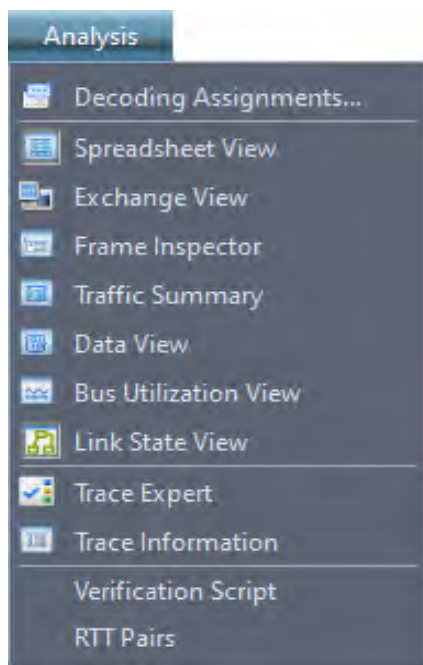 Analysis
Decoding Assignments...
Spreadsheet View
Exchange View
Frame Inspector
Traffic Summary
Data View
Bus Utilization View
Link State View
Trace Expert
Trace Information
Verification Script
RTT Pairs